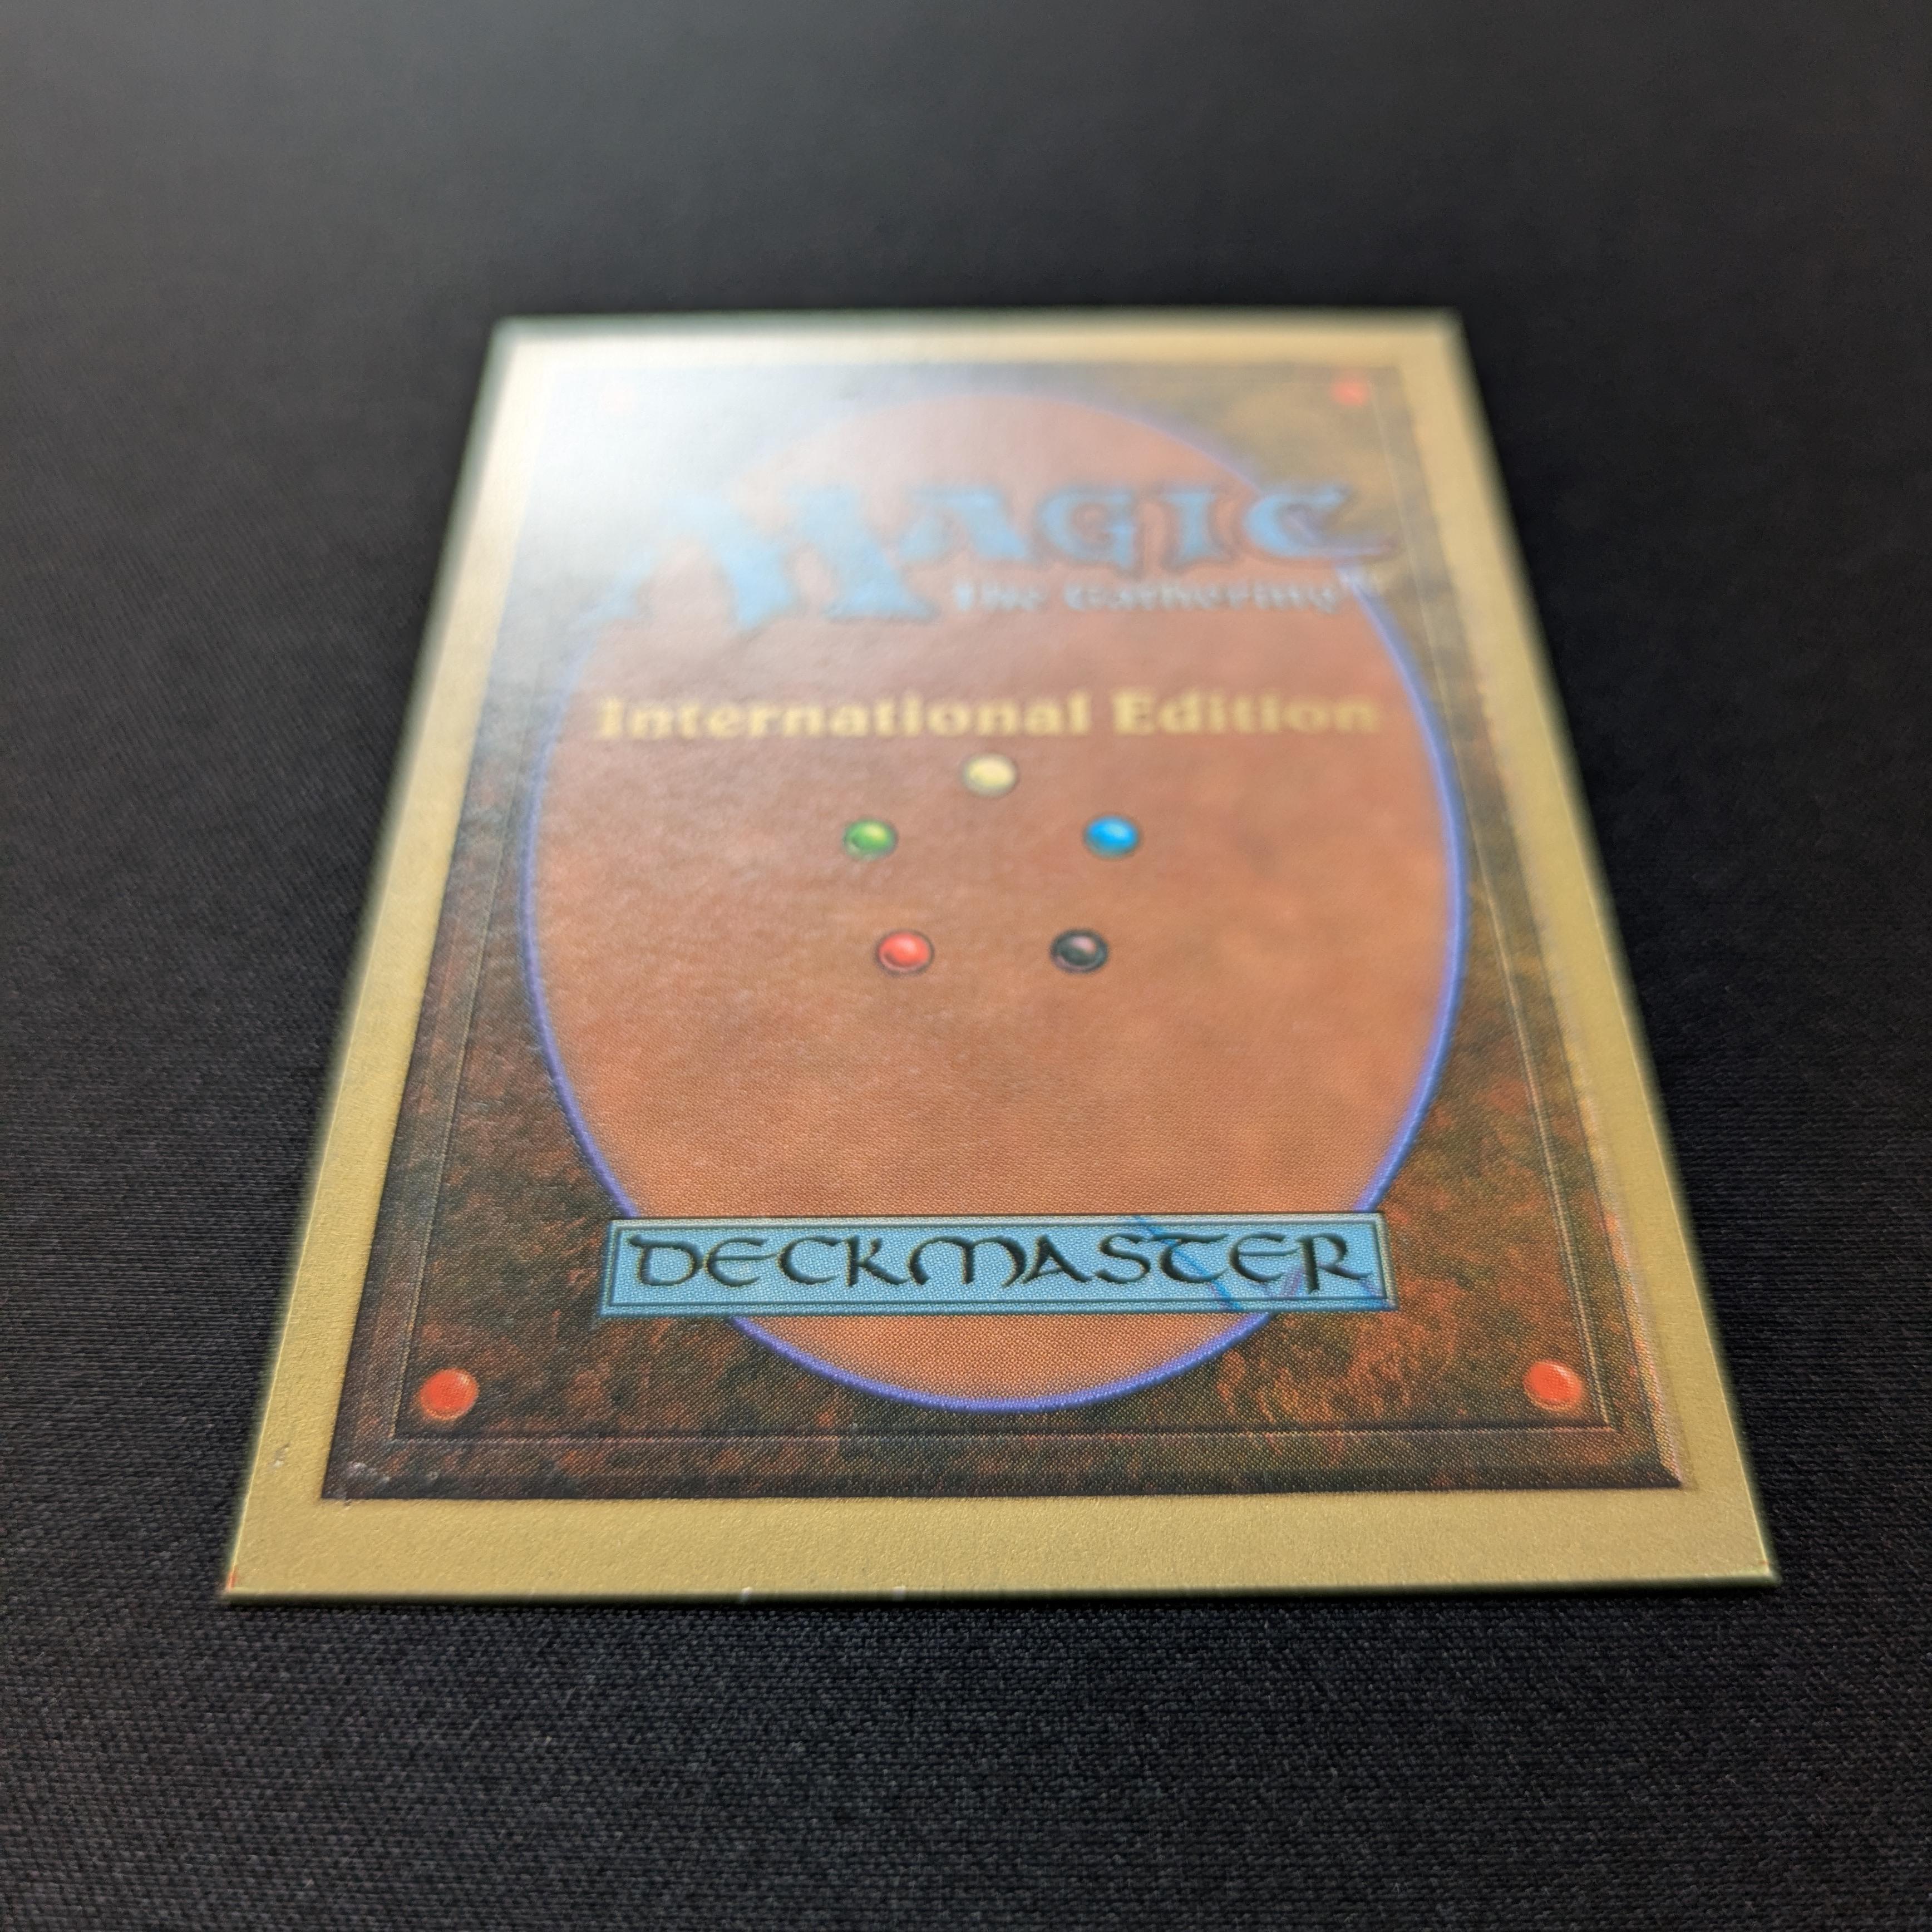 MAGIC
The Gathering®
International Edition
DECKMASTER